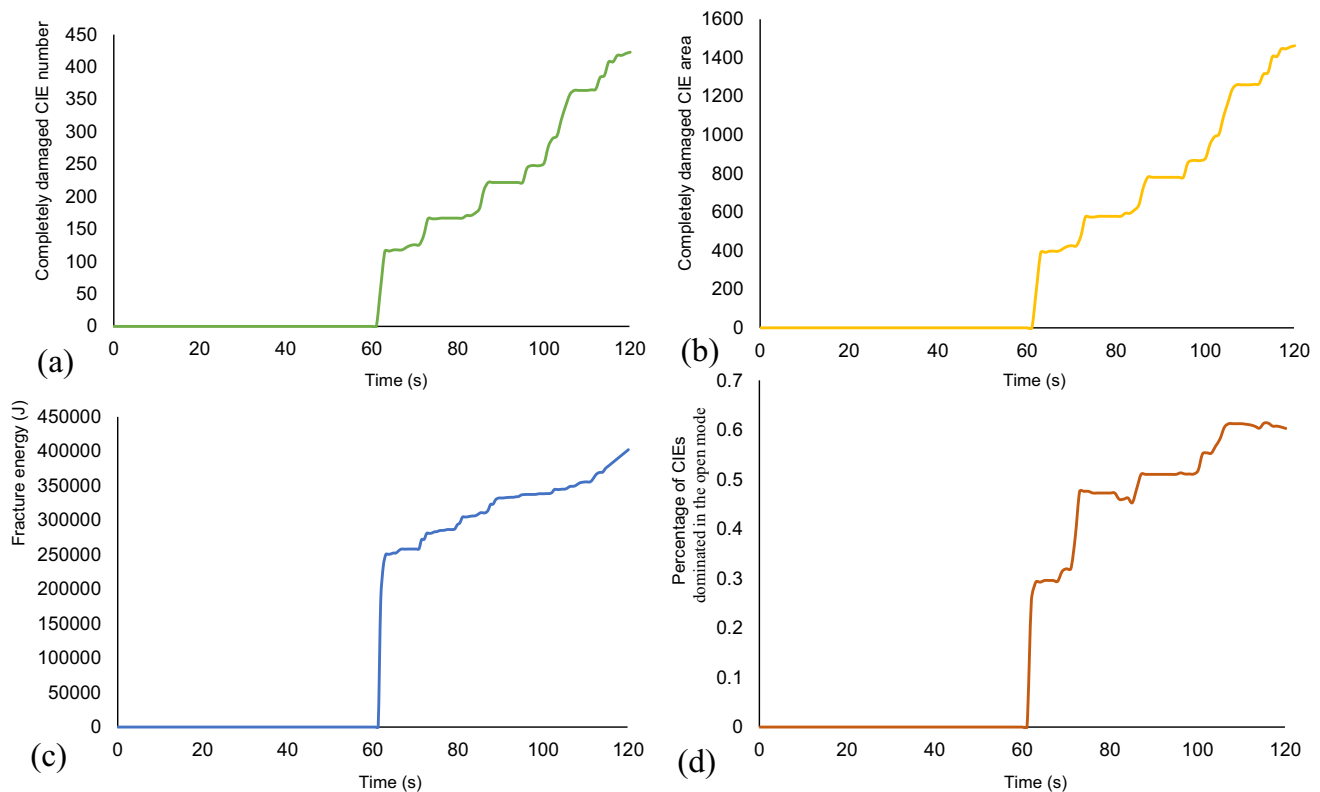 Completely damaged CIE number
450
400
350
300
250
200
150
100
50
0
0 20 40 60 80 100 120
Time (s)
(a)
Completely damaged CIE area
1600
1400
1200
1000
800
600
400
200
0
0 20 40 60 80 100 120
Time (s)
(b)
Fracture energy (J)
450000
400000
350000
300000
250000
200000
150000
100000
50000
0
0 20 40 60 80 100 120
Time (s)
(c)
Percentage of CIEs
dominated in the open mode
0.7
0.6
0.5
0.4
0.3
0.2
0.1
0
0 20 40 60 80 100 120
Time (s)
(d)